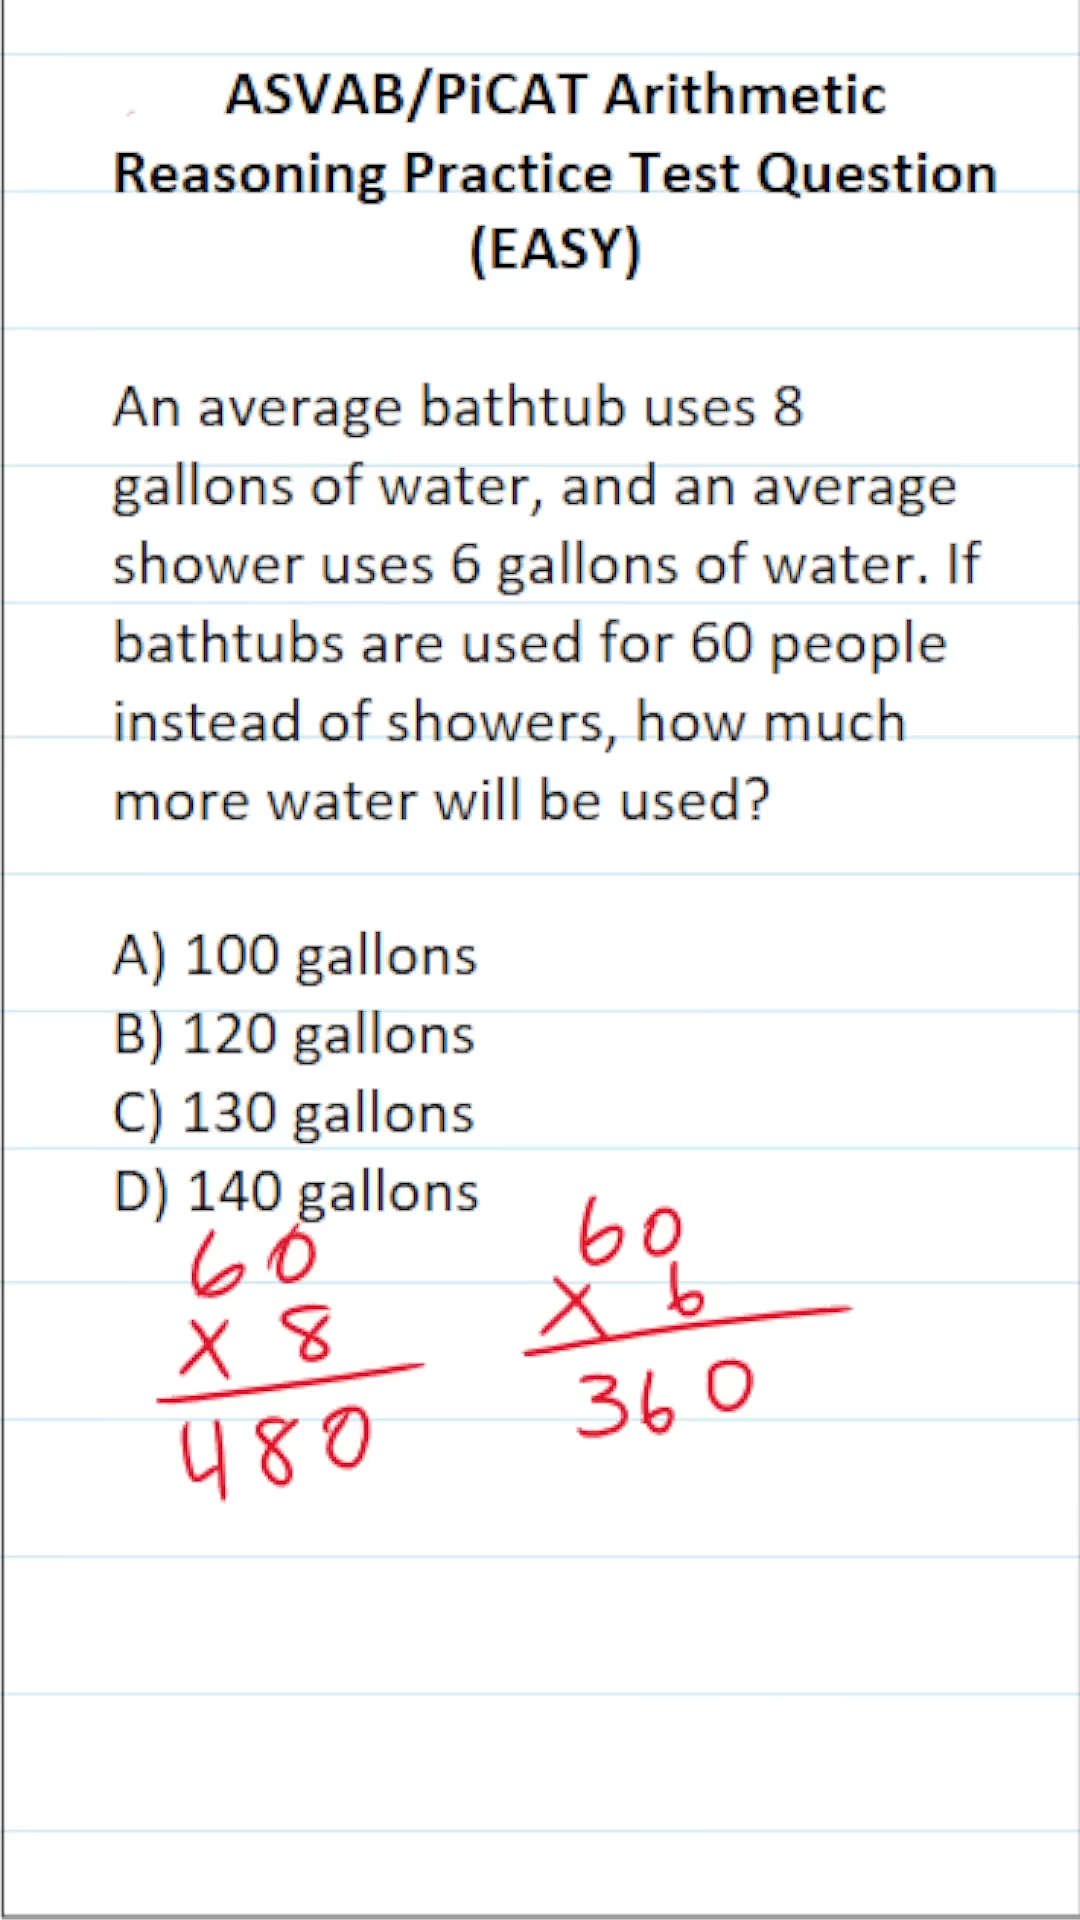 ASVAB/PiCAT Arithmetic
Reasoning Practice Test Question
(EASY)
An average bathtub uses 8
gallons of water, and an average
shower uses 6 gallons of water. If
bathtubs are used for 60 people
instead of showers, how much
more water will be used?
A) 100 gallons
B) 120 gallons
C) 130 gallons
D) 140 gallons
60
x 8
480
60
x 6
360